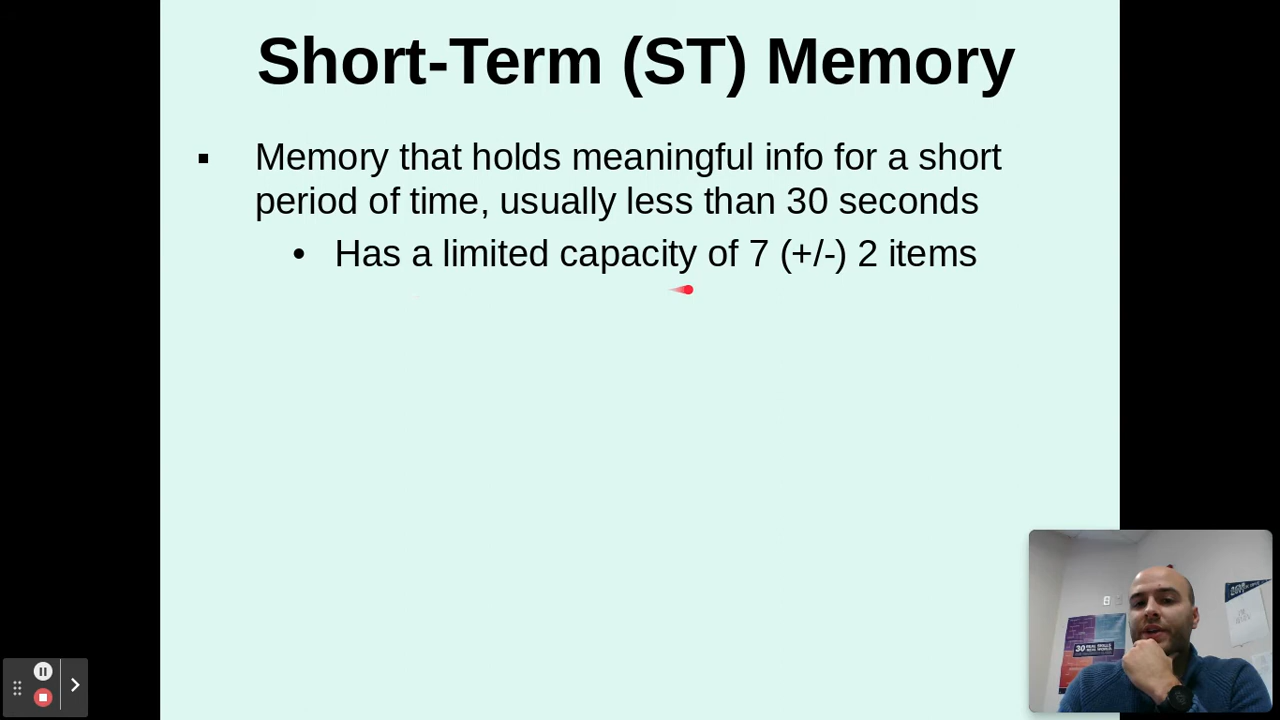 Short-Term (ST) Memory
▪ Memory that holds meaningful info for a short
period of time, usually less than 30 seconds
• Has a limited capacity of 7 (+/-) 2 items
30